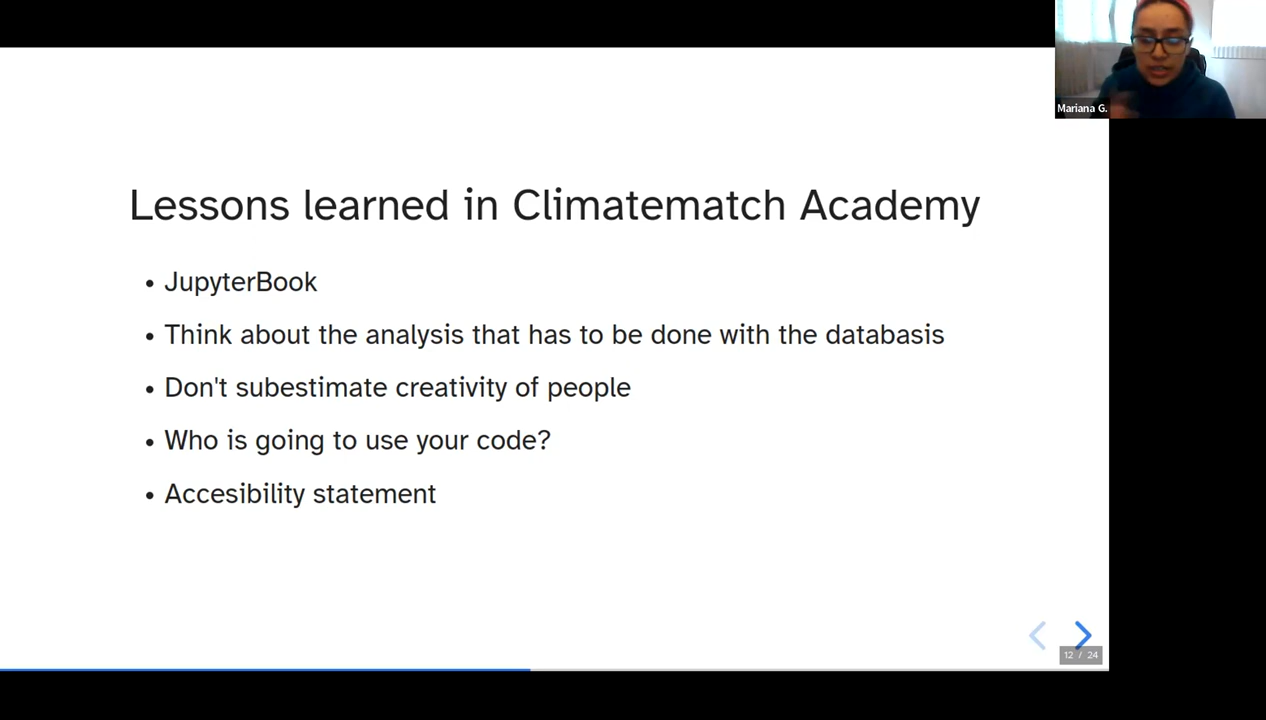 Mariana G.
Lessons learned in Climatematch Academy
• JupyterBook
• Think about the analysis that has to be done with the databasis
• Don't subestimate creativity of people
• Who is going to use your code?
• Accesibility statement
12 / 24